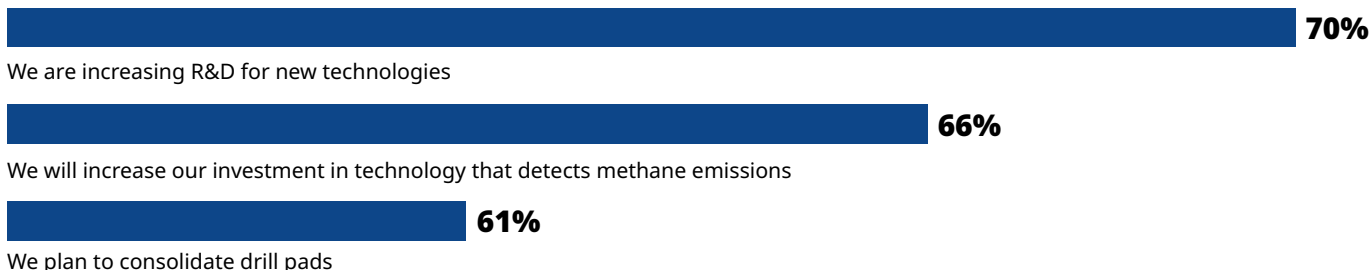 70%
We are increasing R&D for new technologies
66%
We will increase our investment in technology that detects methane emissions
61%
We plan to consolidate drill pads